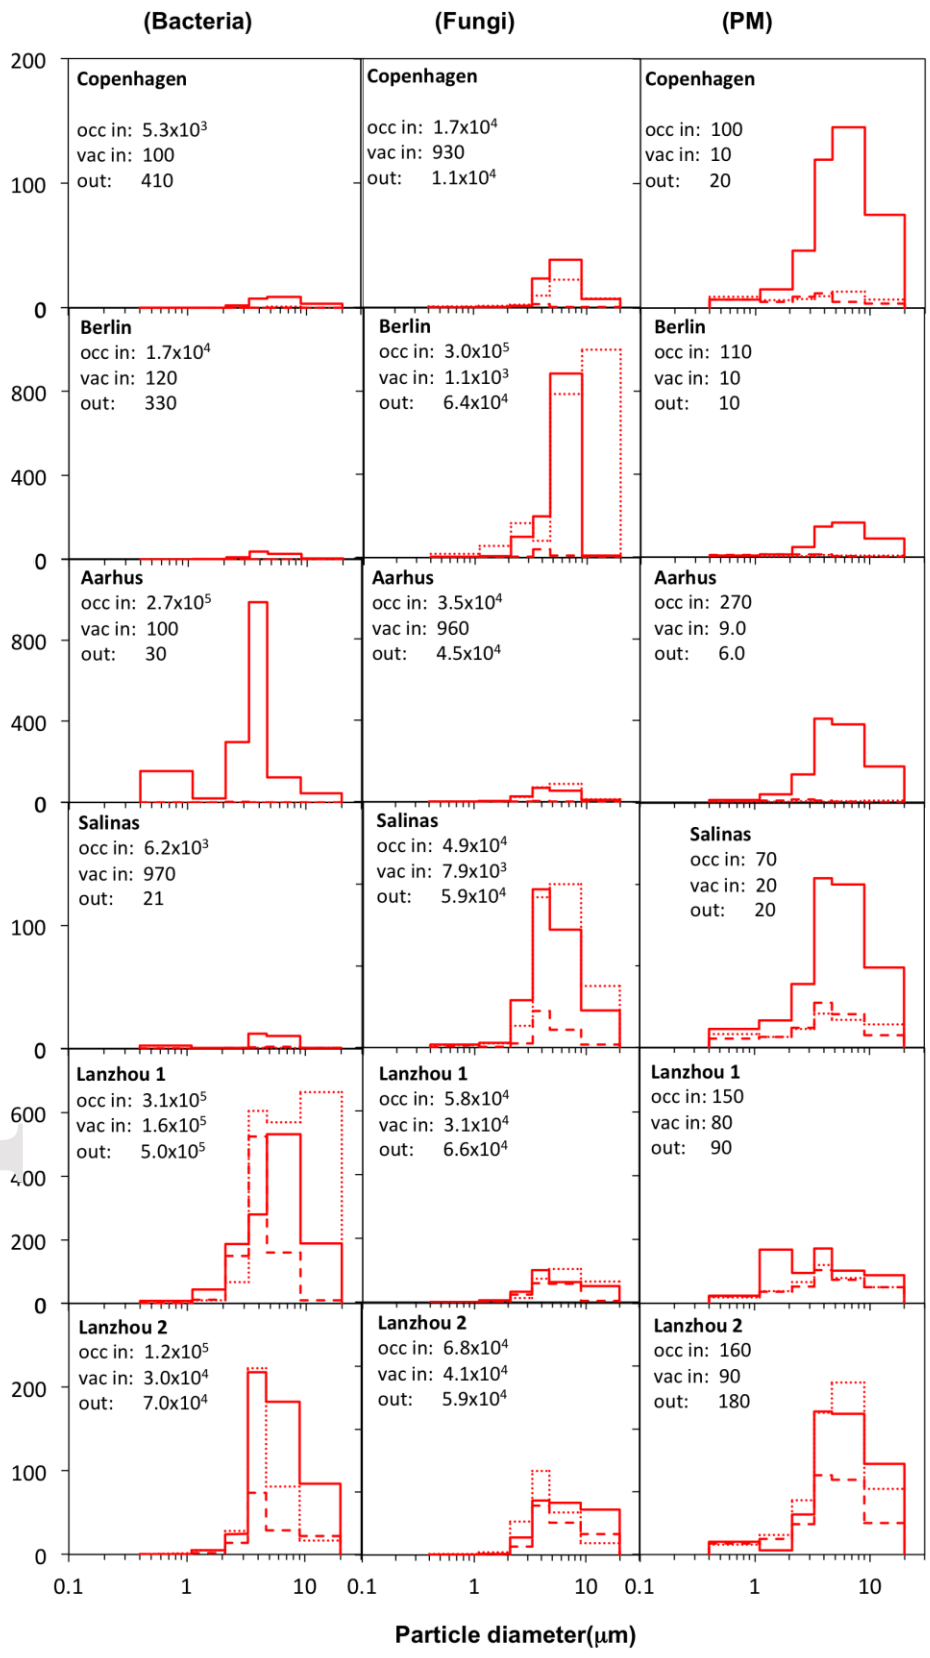 (Bacteria) (Fungi) (PM)
200
100
0
Copenhagen
occ in: 5.3x10³
vac in: 100
out: 410
Copenhagen
occ in: 1.7x10⁴
vac in: 930
out: 1.1x10⁴
Copenhagen
occ in: 100
vac in: 10
out: 20
800
400
0
Berlin
occ in: 1.7x10⁴
vac in: 120
out: 330
Berlin
occ in: 3.0x10⁵
vac in: 1.1x10³
out: 6.4x10⁴
Berlin
occ in: 110
vac in: 10
out: 10
800
400
0
Aarhus
occ in: 2.7x10⁵
vac in: 100
out: 30
Aarhus
occ in: 3.5x10⁴
vac in: 960
out: 4.5x10⁴
Aarhus
occ in: 270
vac in: 9.0
out: 6.0
100
0
Salinas
occ in: 6.2x10³
vac in: 970
out: 21
Salinas
occ in: 4.9x10⁴
vac in: 7.9x10³
out: 5.9x10⁴
Salinas
occ in: 70
vac in: 20
out: 20
600
400
200
0
Lanzhou 1
occ in: 3.1x10⁵
vac in: 1.6x10⁵
out: 5.0x10⁵
Lanzhou 1
occ in: 5.8x10⁴
vac in: 3.1x10⁴
out: 6.6x10⁴
Lanzhou 1
occ in: 150
vac in: 80
out: 90
200
100
0
Lanzhou 2
occ in: 1.2x10⁵
vac in: 3.0x10⁴
out: 7.0x10⁴
Lanzhou 2
occ in: 6.8x10⁴
vac in: 4.1x10⁴
out: 5.9x10⁴
Lanzhou 2
occ in: 160
vac in: 90
out: 180
0.1 1 10 0.1 1 10 0.1 1 10
Particle diameter(μm)